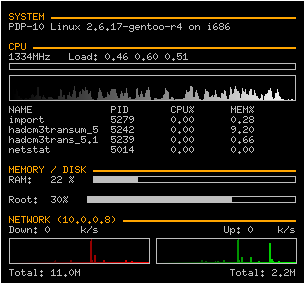 SYSTEM
PDP-10 Linux 2.6.17-gentoo-r4 on i686
CPU
1334MHz Load: 0.46 0.60 0.51
NAME PID CPU% MEM%
import 5279 0.00 0.28
hadcm3transum_5 5242 0.00 9.20
hadcm3trans_5.1 5239 0.00 0.66
netstat 5014 0.00 0.00
MEMORY / DISK
RAM: 22 %
Root: 30%
NETWORK (10.0.0.8)
Down: 0 k/s Up: 0 k/s
Total: 11.0M Total: 2.2M